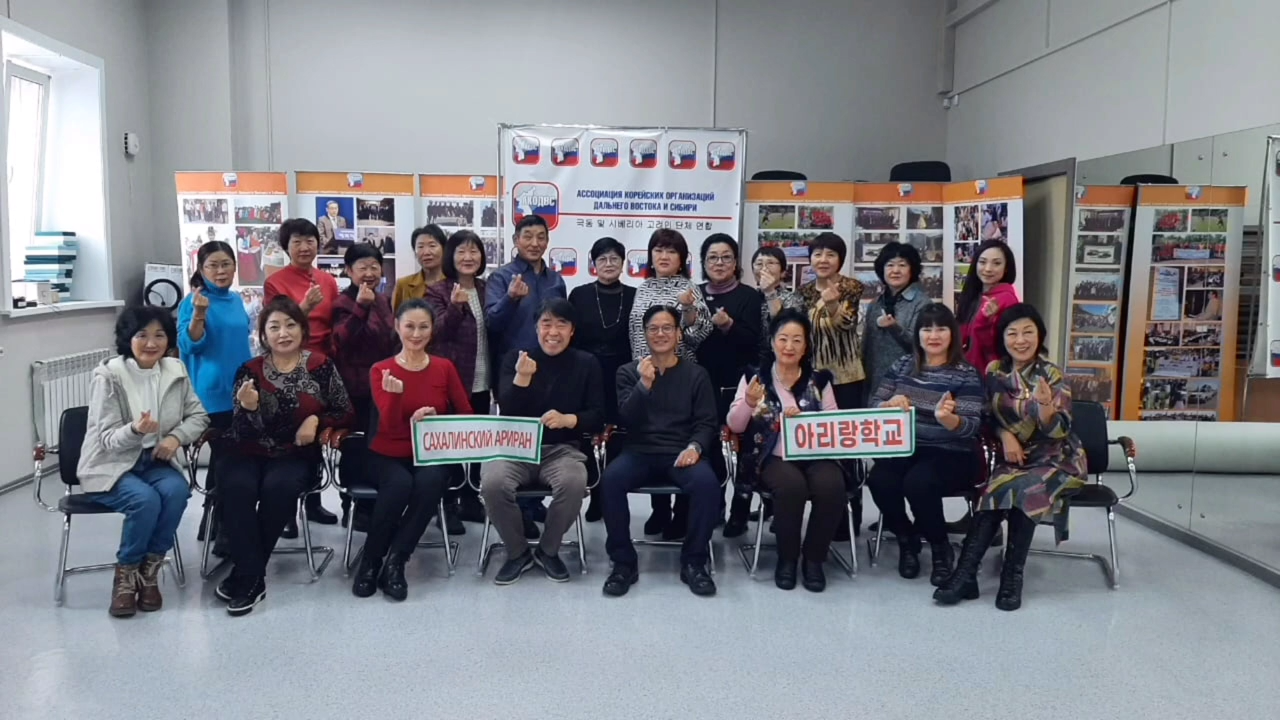 АССОЦИАЦИЯ КОРЕЙСКИХ ОРГАНИЗАЦИЙ
ДАЛЬНЕГО ВОСТОКА И СИБИРИ
극동 및 시베리아 고려인 단체 연합
САХАЛИНСКИЙ АРИРАН
아리랑학교